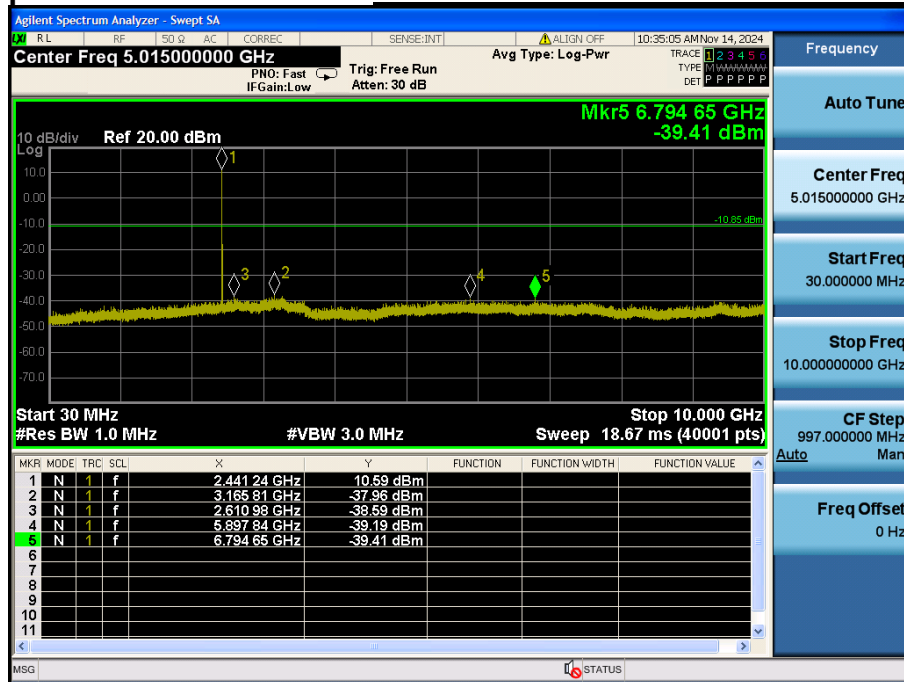 Agilent Spectrum Analyzer - Swept SA
LXI RL RF 50 Ω AC CORREC SENSE:INT ALIGN OFF 10:35:05 AM Nov 14, 2024
Center Freq 5.015000000 GHz
PNO: Fast
IFGain:Low
Trig: Free Run
Atten: 30 dB
Avg Type: Log-Pwr
TRACE 1 2 3 4 5 6
TYPE M W W W W W
DET P P P P P P
Mkr5 6.794 65 GHz
-39.41 dBm
10 dB/div Ref 20.00 dBm
Log
10.0
0.00
-10.0
-20.0
-30.0
-40.0
-50.0
-60.0
-70.0
-10.85 dBm
1
3
2
4
5
Start 30 MHz Stop 10.000 GHz
#Res BW 1.0 MHz #VBW 3.0 MHz Sweep 18.67 ms (40001 pts)
MKR MODE TRC SCL X Y FUNCTION FUNCTION WIDTH FUNCTION VALUE
1 N 1 f 2.441 24 GHz 10.59 dBm
2 N 1 f 3.165 81 GHz -37.96 dBm
3 N 1 f 2.610 98 GHz -38.59 dBm
4 N 1 f 5.897 84 GHz -39.19 dBm
5 N 1 f 6.794 65 GHz -39.41 dBm
6
7
8
9
10
11
MSG STATUS
Frequency
Auto Tune
Center Freq
5.015000000 GHz
Start Freq
30.000000 MHz
Stop Freq
10.000000000 GHz
CF Step
997.000000 MHz
Auto Man
Freq Offset
0 Hz